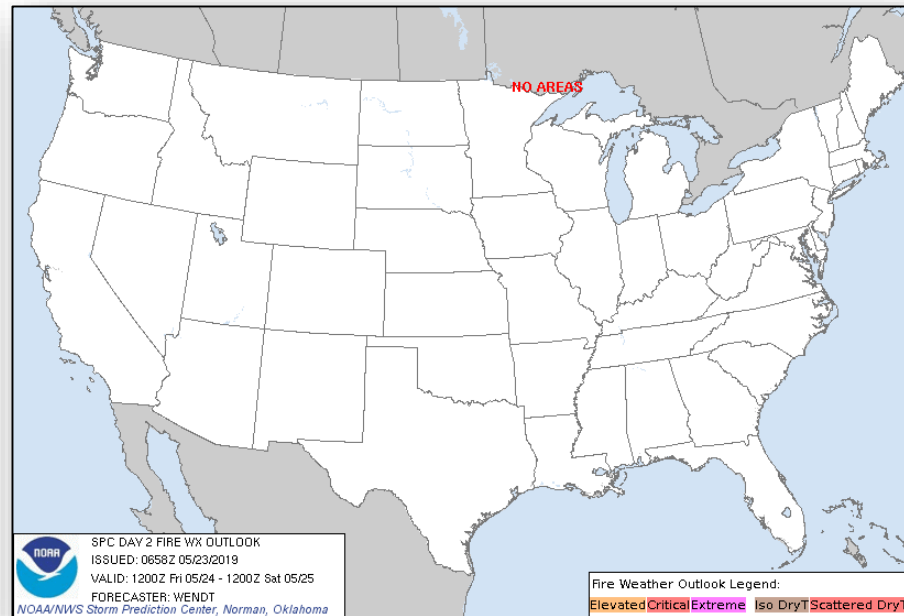 NO AREAS
NOAA
SPC DAY 2 FIRE WX OUTLOOK
ISSUED: 0658Z 05/23/2019
VALID: 1200Z Fri 05/24 - 1200Z Sat 05/25
FORECASTER: WENDT
NOAA/NWS Storm Prediction Center, Norman, Oklahoma
Fire Weather Outlook Legend:
Elevated Critical Extreme Iso DryT Scattered DryT